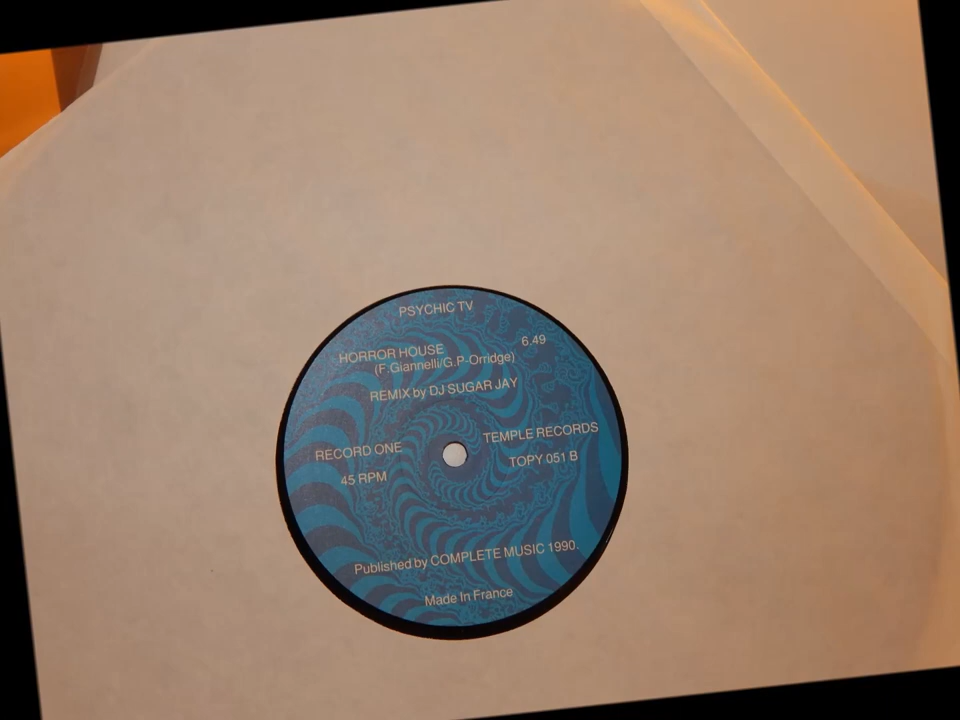 PSYCHIC TV
HORROR HOUSE 6.49
(F.Giannelli/G.P-Orridge)
REMIX by DJ SUGAR JAY
RECORD ONE TEMPLE RECORDS
45 RPM TOPY 051 B
Published by COMPLETE MUSIC 1990.
Made In France